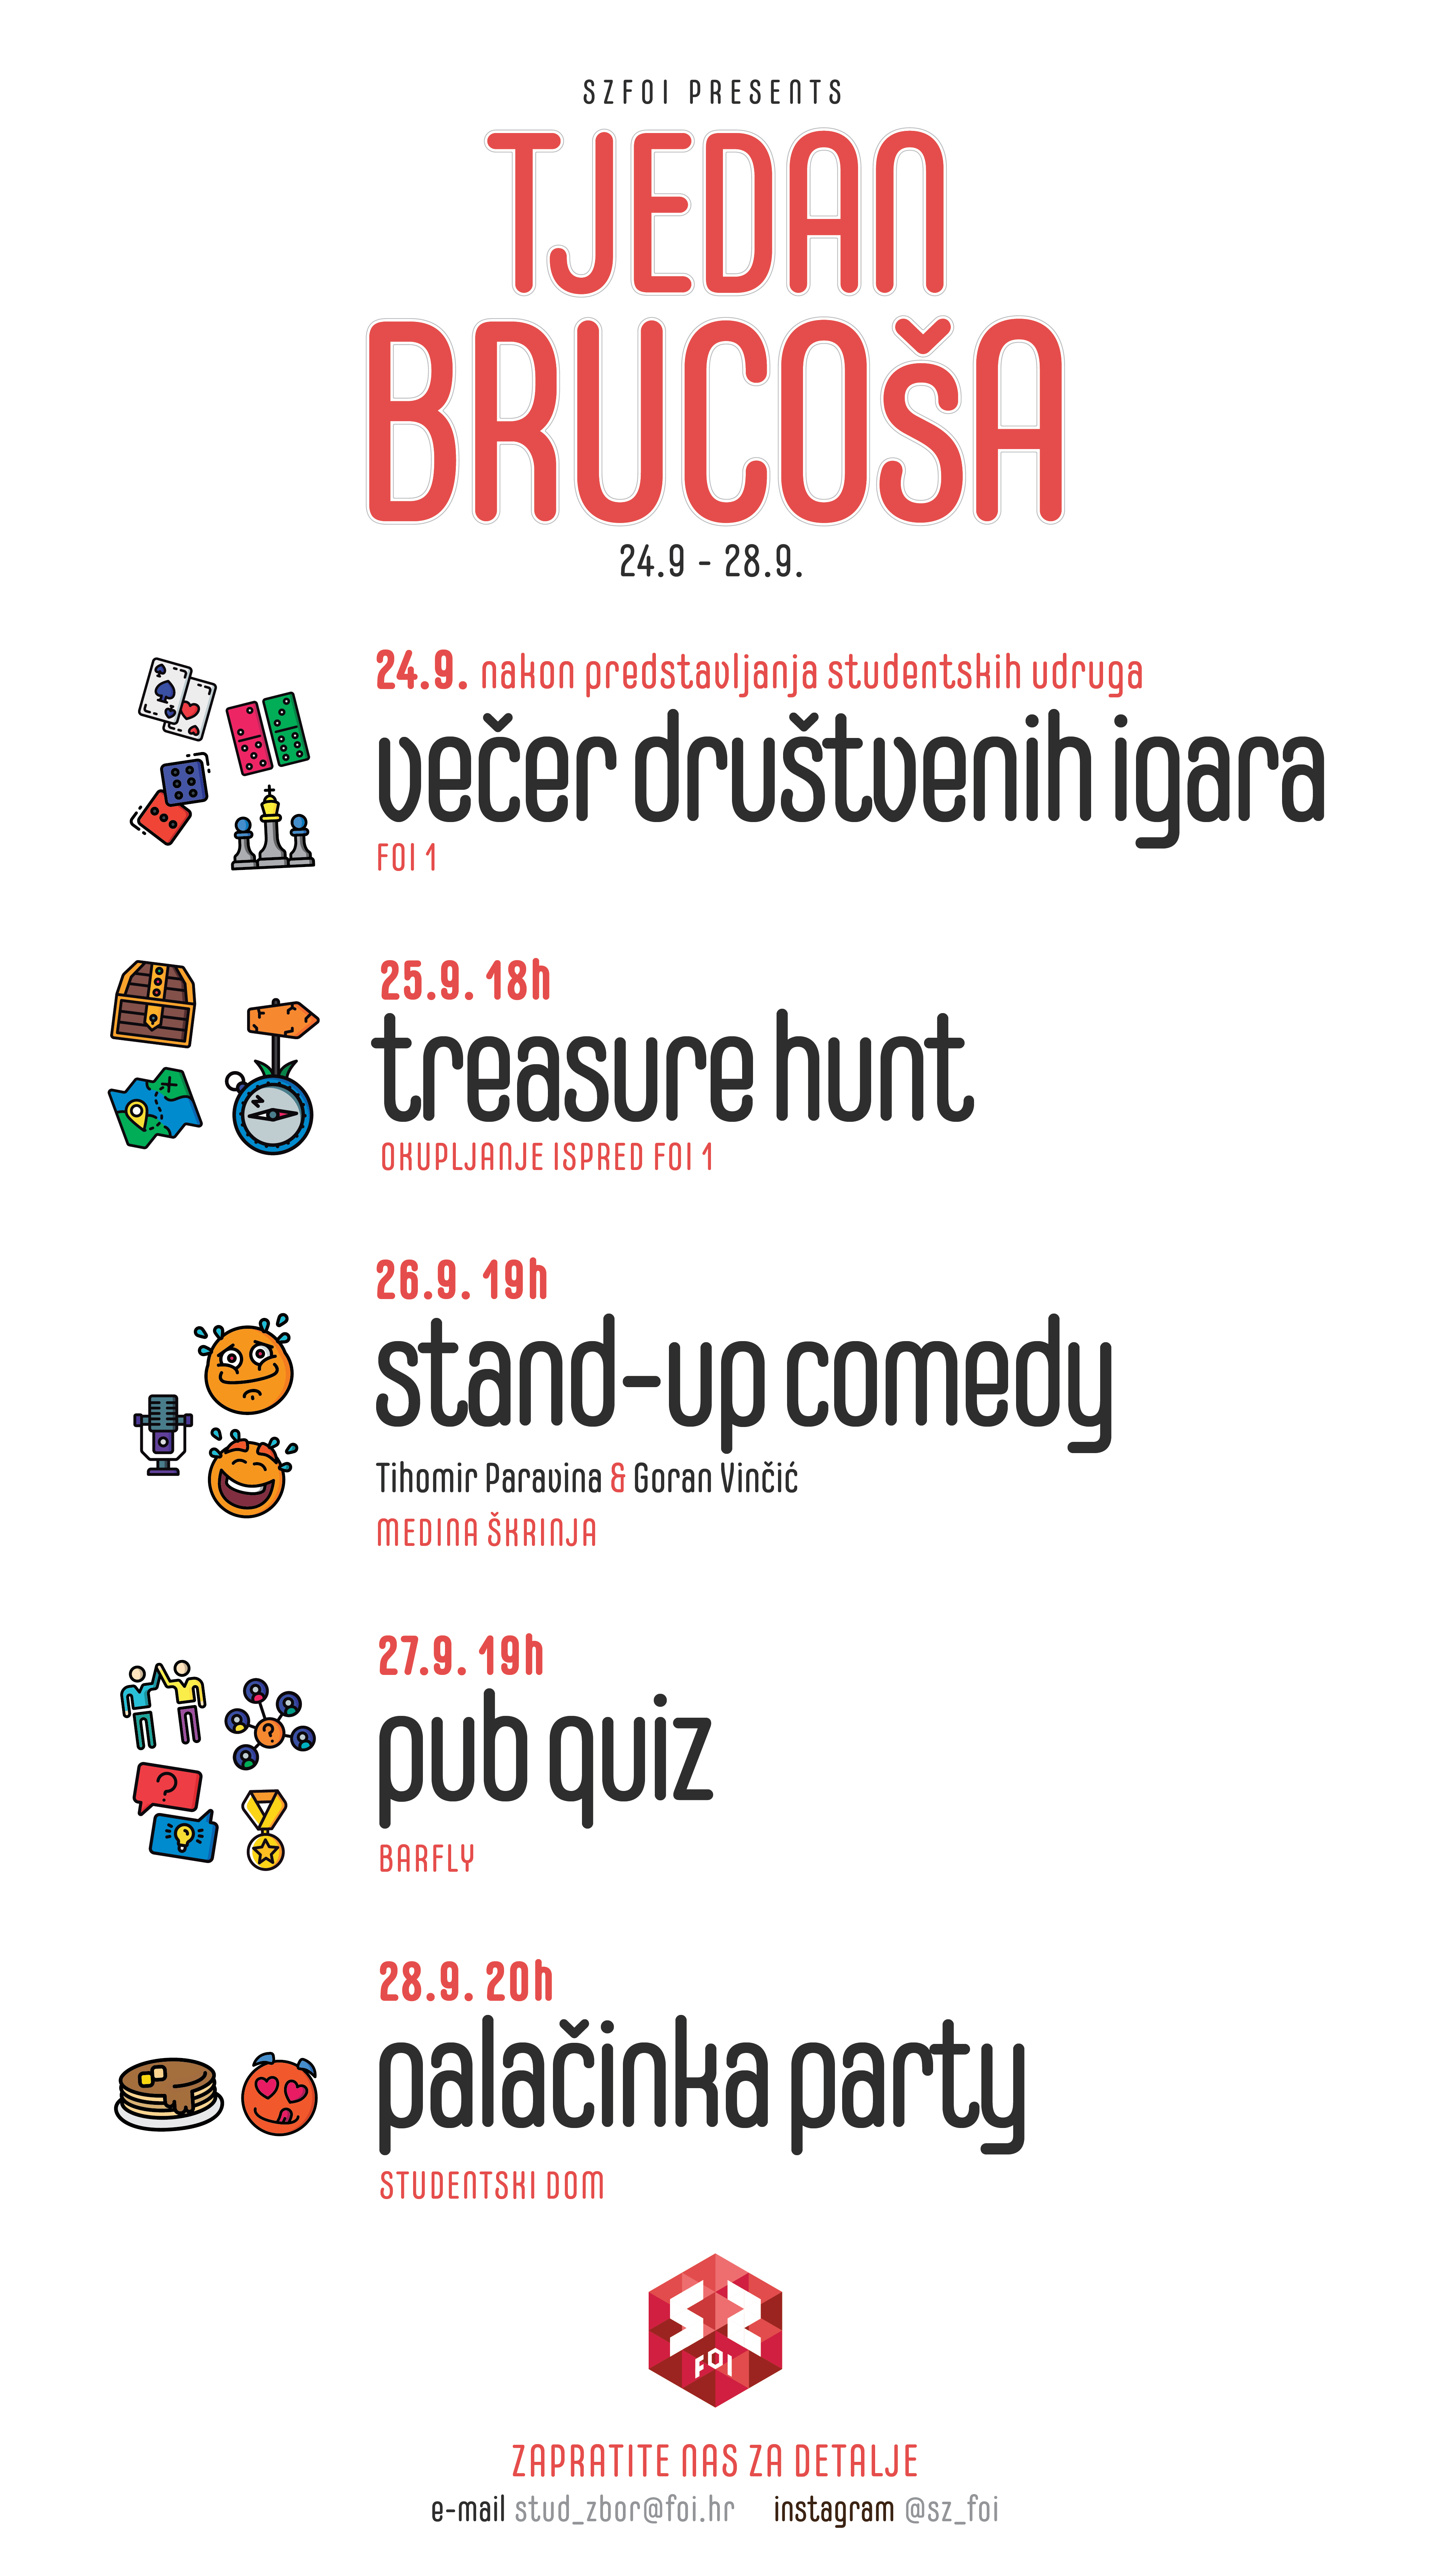 SZFOI PRESENTS
TJEDAN
BRUCOšA
24.9 - 28.9.
24.9. nakon predstavljanja studentskih udruga
večer društvenih igara
FOI 1
25.9. 18h
treasure hunt
OKUPLJANJE ISPRED FOI 1
26.9. 19h
stand-up comedy
Tihomir Paravina & Goran Vinčić
MEDINA ŠKRINJA
27.9. 19h
pub quiz
BARFLY
28.9. 20h
palačinka party
STUDENTSKI DOM
SZ
FOI
ZAPRATITE NAS ZA DETALJE
e-mail stud_zbor@foi.hr instagram @sz_foi